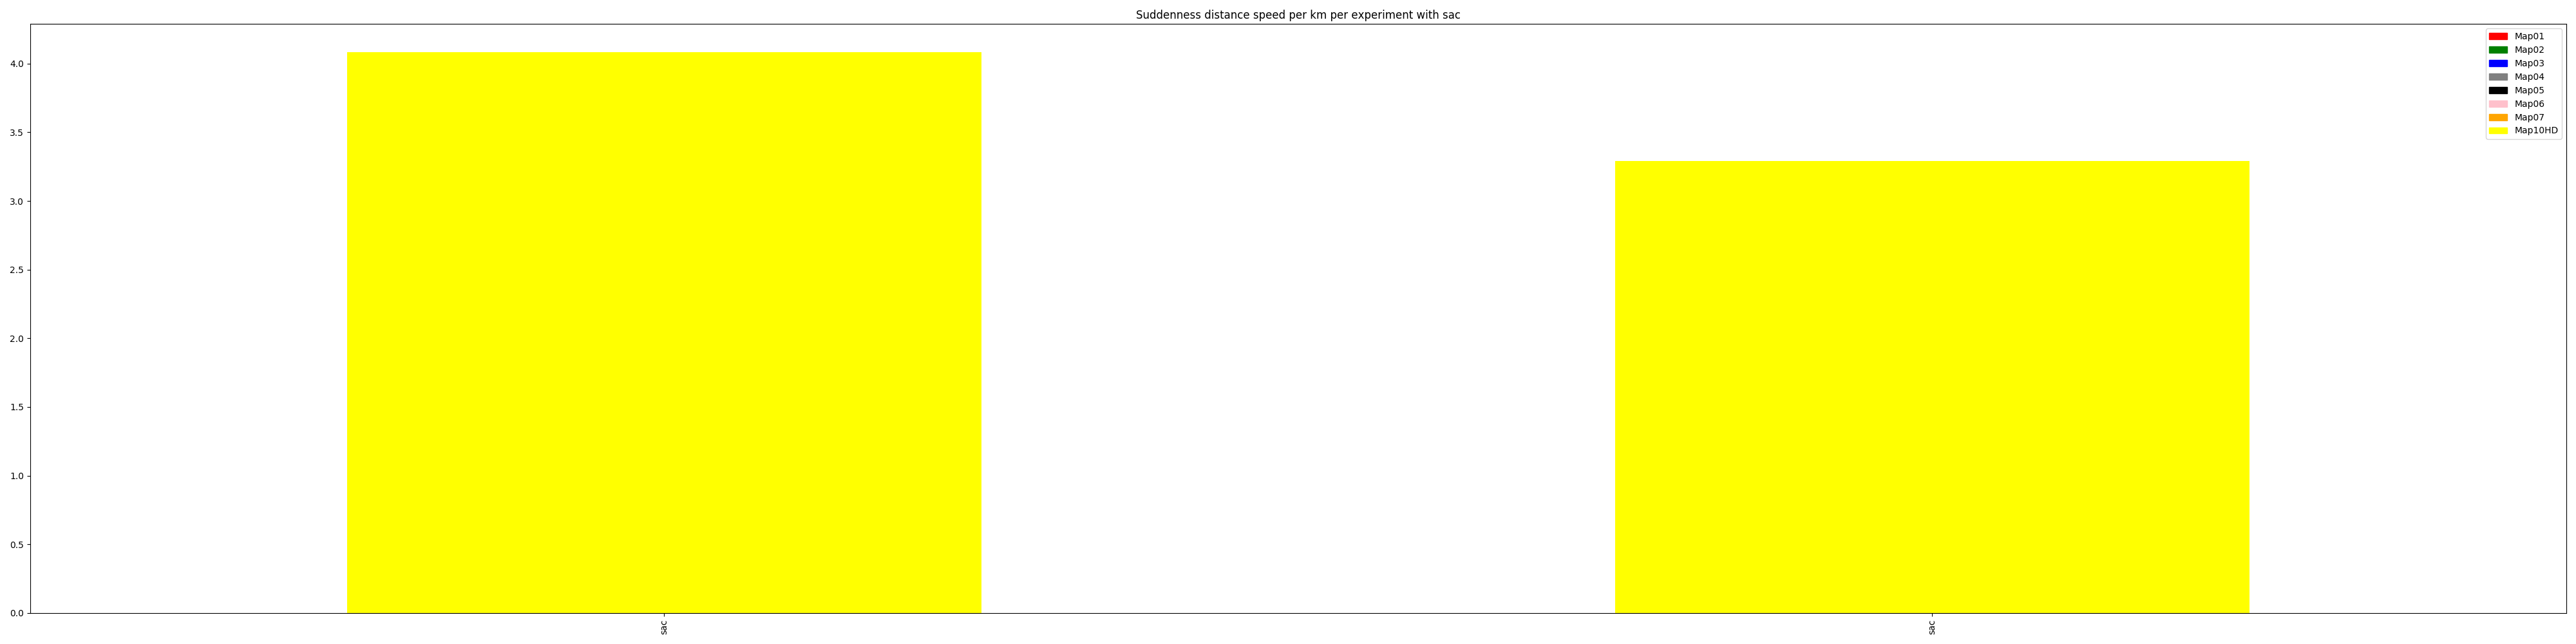 Suddenness distance speed per km per experiment with sac
Map01
Map02
Map03
Map04
Map05
Map06
Map07
Map10HD
4.0
3.5
3.0
2.5
2.0
1.5
1.0
0.5
0.0
sac
sac